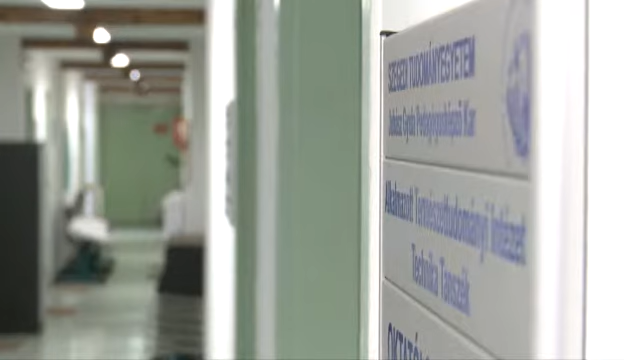 SZEGEDI TUDOMÁNYEGYETEM
Juhász Gyula Pedagógusképző Kar
Alkalmazott Természettudományi Intézet
Technika Tanszék